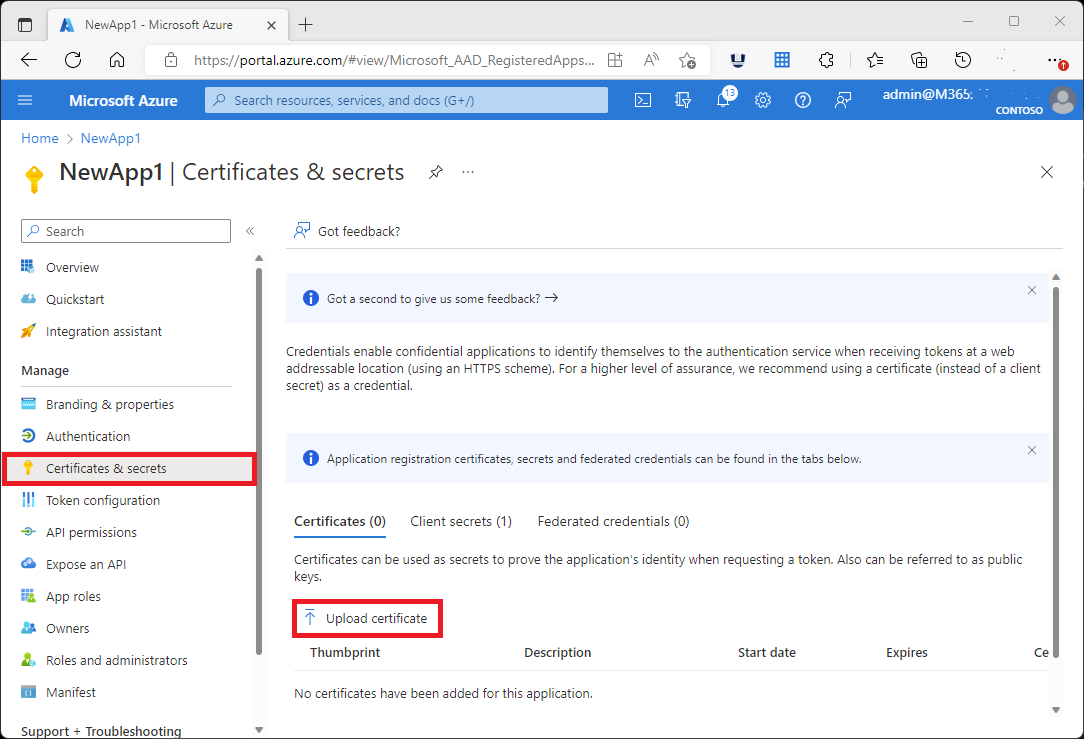 NewApp1 - Microsoft Azure
https://portal.azure.com/#view/Microsoft_AAD_RegisteredApps...
Microsoft Azure
Search resources, services, and docs (G+/)
13
admin@M365:
CONTOSO
Home > NewApp1
NewApp1 | Certificates & secrets
Search
Overview
Quickstart
Integration assistant
Manage
Branding & properties
Authentication
Certificates & secrets
Token configuration
API permissions
Expose an API
App roles
Owners
Roles and administrators
Manifest
Support + Troubleshooting
Got feedback?
Got a second to give us some feedback? →
Credentials enable confidential applications to identify themselves to the authentication service when receiving tokens at a web
addressable location (using an HTTPS scheme). For a higher level of assurance, we recommend using a certificate (instead of a client
secret) as a credential.
Application registration certificates, secrets and federated credentials can be found in the tabs below.
Certificates (0) Client secrets (1) Federated credentials (0)
Certificates can be used as secrets to prove the application's identity when requesting a token. Also can be referred to as public
keys.
Upload certificate
Thumbprint Description Start date Expires Ce
No certificates have been added for this application.